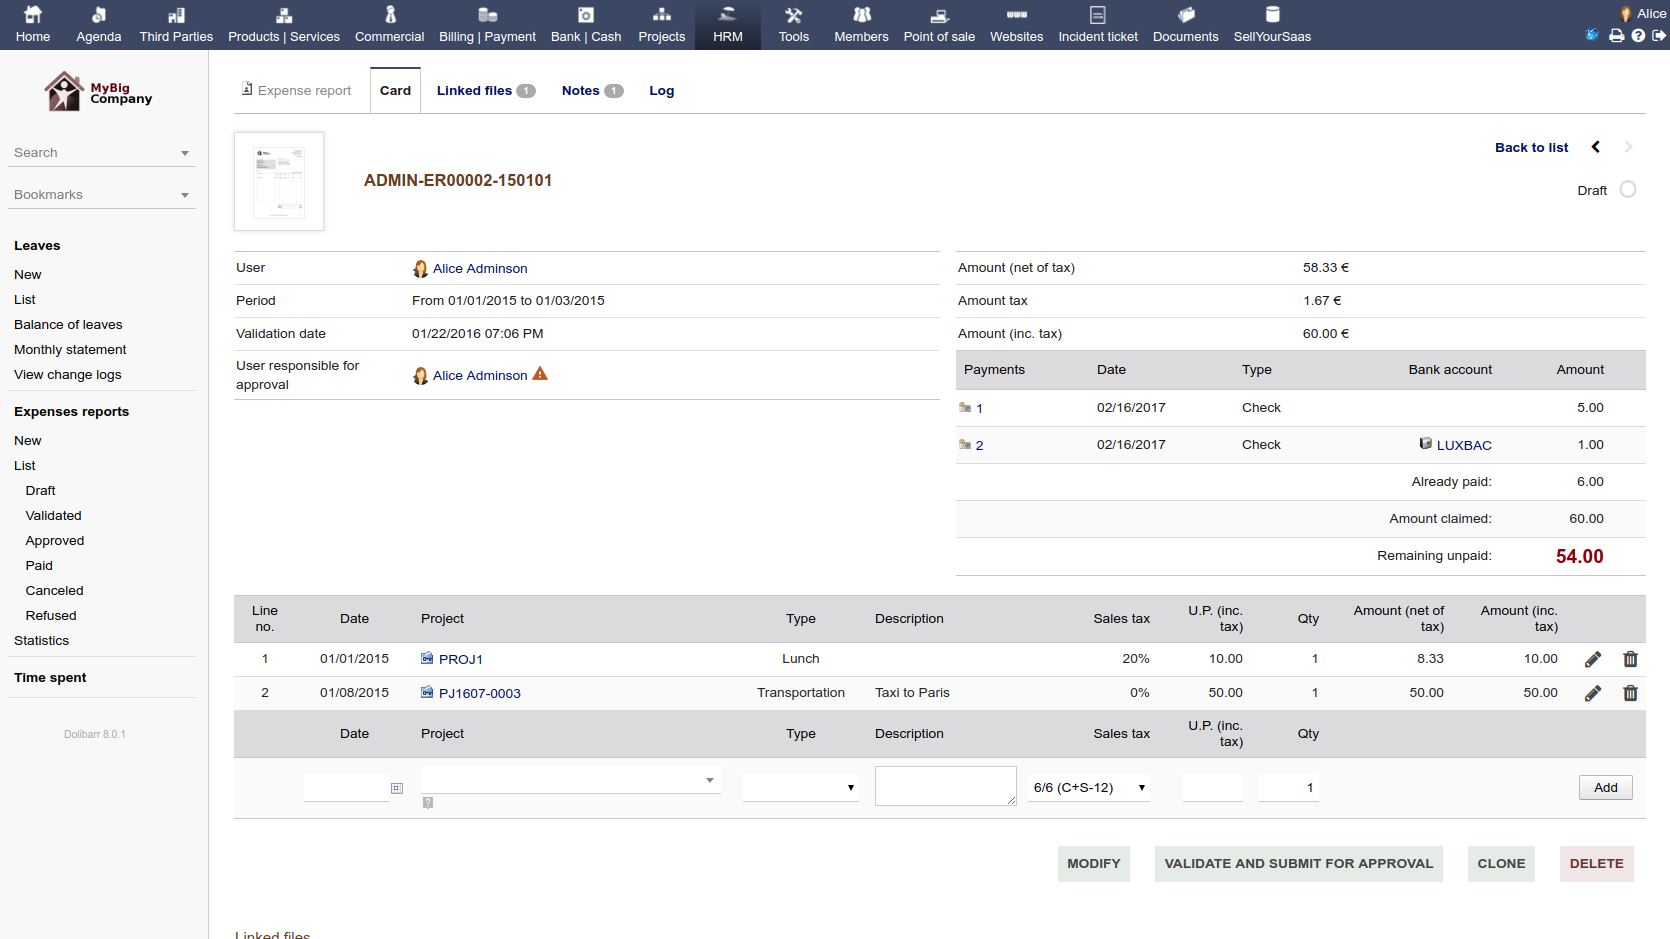 Home Agenda Third Parties Products | Services Commercial Billing | Payment Bank | Cash Projects HRM Tools Members Point of sale Websites Incident ticket Documents SellYourSaas Alice
MyBig
Company
Search
Bookmarks
Leaves
New
List
Balance of leaves
Monthly statement
View change logs
Expenses reports
New
List
Draft
Validated
Approved
Paid
Canceled
Refused
Statistics
Time spent
Dolibarr 8.0.1
Expense report Card Linked files 1 Notes 1 Log
Back to list
ADMIN-ER00002-150101
Draft
User Alice Adminson
Period From 01/01/2015 to 01/03/2015
Validation date 01/22/2016 07:06 PM
User responsible for
approval Alice Adminson
Amount (net of tax) 58.33 €
Amount tax 1.67 €
Amount (inc. tax) 60.00 €
Payments Date Type Bank account Amount
1 02/16/2017 Check 5.00
2 02/16/2017 Check LUXBAC 1.00
Already paid: 6.00
Amount claimed: 60.00
Remaining unpaid: 54.00
Line
no. Date Project Type Description Sales tax U.P. (inc.
tax) Qty Amount (net of
tax) Amount (inc.
tax)
1 01/01/2015 PROJ1 Lunch 20% 10.00 1 8.33 10.00
2 01/08/2015 PJ1607-0003 Transportation Taxi to Paris 0% 50.00 1 50.00 50.00
Date Project Type Description Sales tax U.P. (inc.
tax) Qty
6/6 (C+S-12) 1 Add
MODIFY VALIDATE AND SUBMIT FOR APPROVAL CLONE DELETE
Linked files